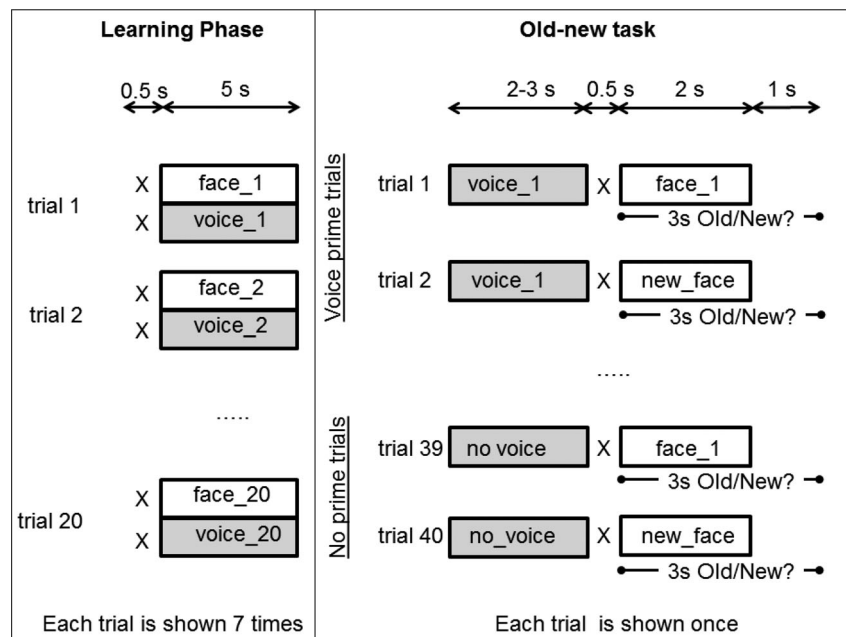 Learning Phase
0.5 s 5 s
trial 1
X face_1
X voice_1
trial 2
X face_2
X voice_2
.....
trial 20
X face_20
X voice_20
Each trial is shown 7 times
Old-new task
2-3 s 0.5 s 2 s 1 s
Voice prime trials
trial 1 voice_1 X face_1
3s Old/New?
trial 2 voice_1 X new_face
3s Old/New?
.....
No prime trials
trial 39 no voice X face_1
3s Old/New?
trial 40 no_voice X new_face
3s Old/New?
Each trial is shown once